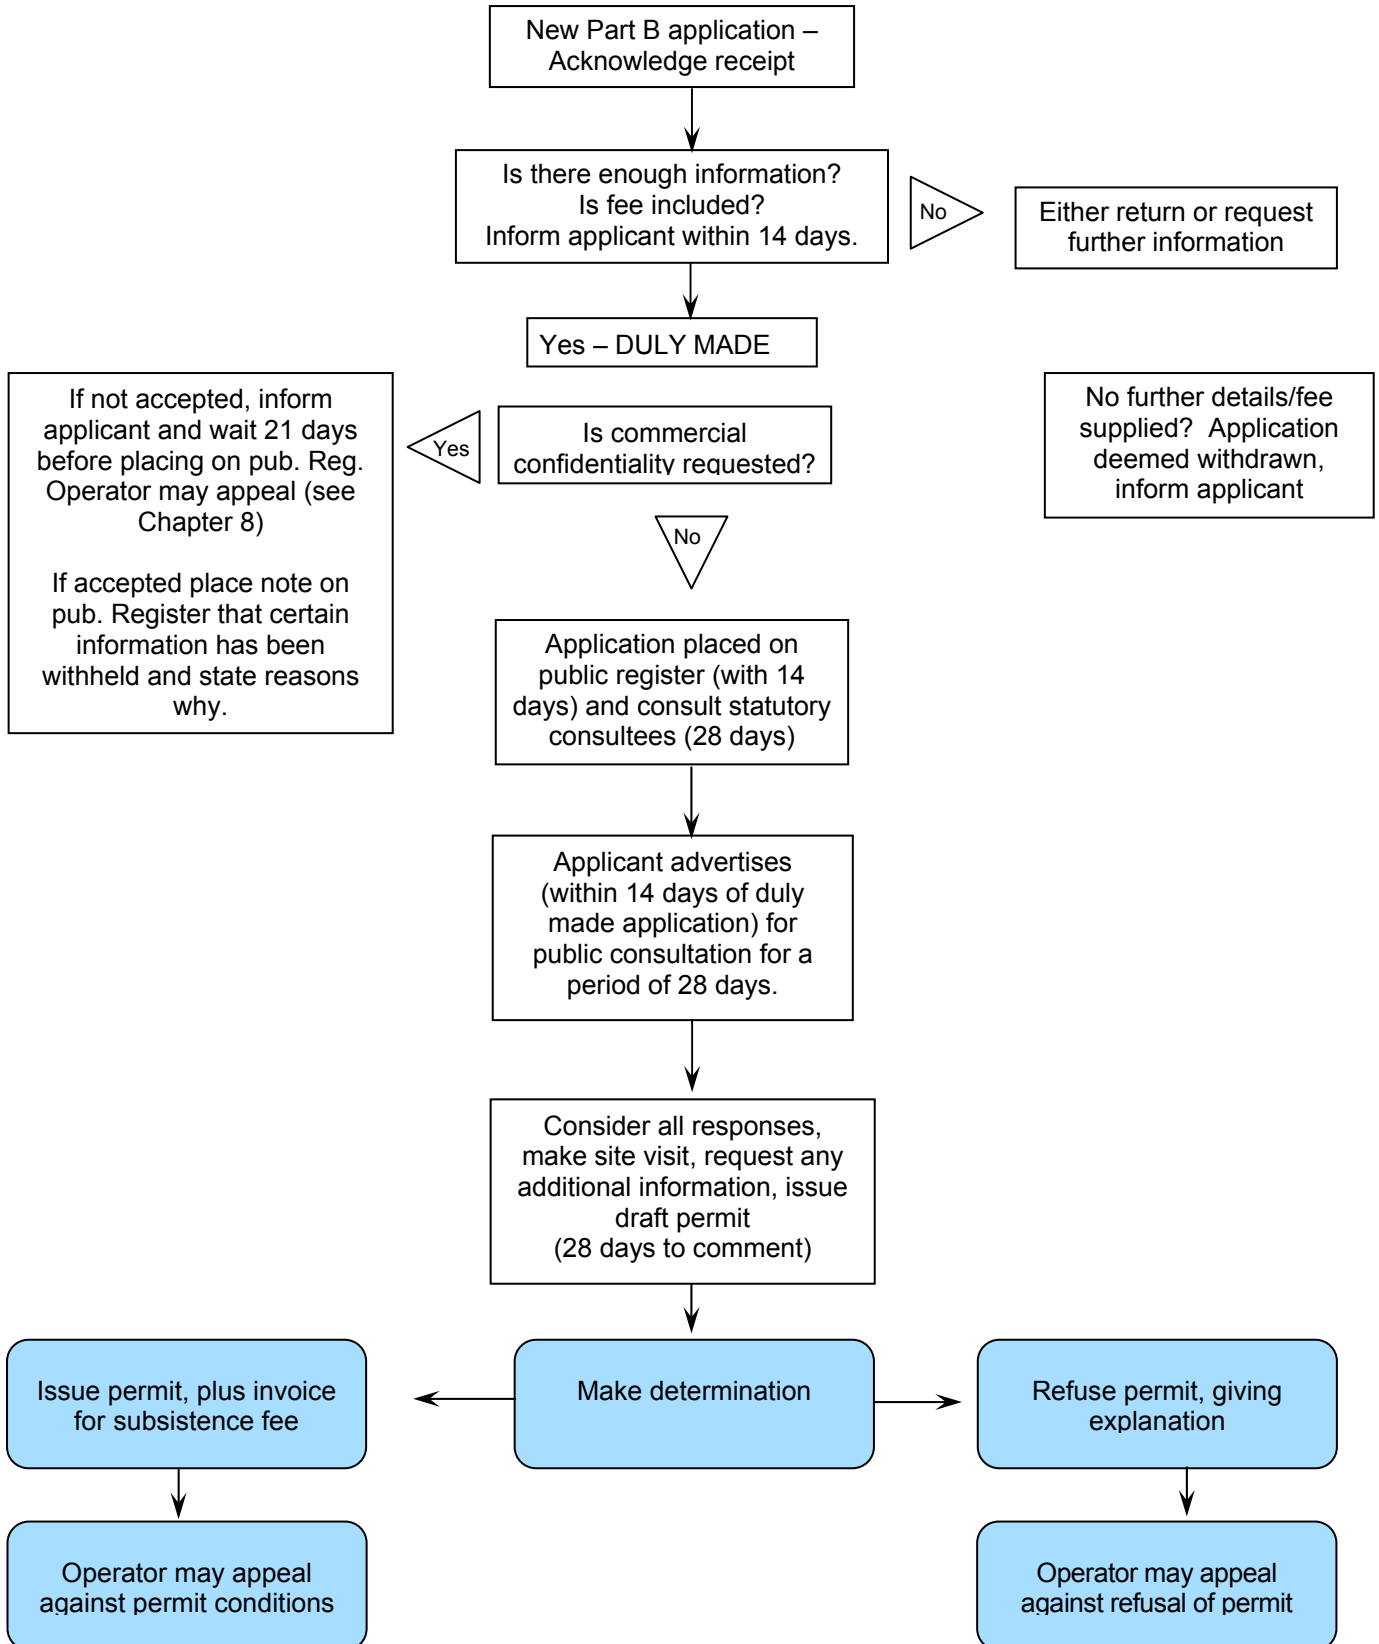 New Part B application –
Acknowledge receipt
Is there enough information?
Is fee included?
Inform applicant within 14 days.
No
Either return or request
further information
Yes – DULY MADE
If not accepted, inform
applicant and wait 21 days
before placing on pub. Reg.
Operator may appeal (see
Chapter 8)
If accepted place note on
pub. Register that certain
information has been
withheld and state reasons
why.
Yes
Is commercial
confidentiality requested?
No further details/fee
supplied?  Application
deemed withdrawn,
inform applicant
No
Application placed on
public register (with 14
days) and consult statutory
consultees (28 days)
Applicant advertises
(within 14 days of duly
made application) for
public consultation for a
period of 28 days.
Consider all responses,
make site visit, request any
additional information, issue
draft permit
(28 days to comment)
Issue permit, plus invoice
for subsistence fee
Make determination
Refuse permit, giving
explanation
Operator may appeal
against permit conditions
Operator may appeal
against refusal of permit